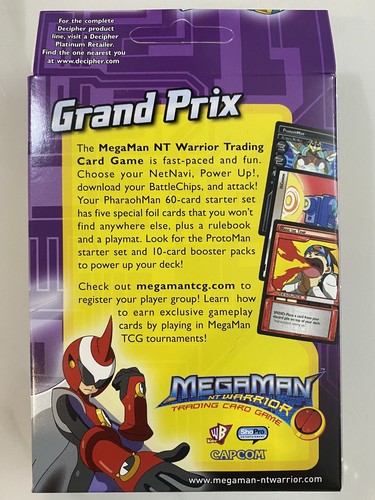 For the complete
Decipher product
line, visit a Decipher
Platinum Retailer.
Find the one nearest you
at www.decipher.com
Grand Prix
The MegaMan NT Warrior Trading
Card Game is fast-paced and fun.
Choose your NetNavi, Power Up!,
download your BattleChips, and attack!
Your PharaohMan 60-card starter set
has five special foil cards that you won't
find anywhere else, plus a rulebook
and a playmat. Look for the ProtoMan
starter set and 10-card booster packs
to power up your deck!
Check out megamantcg.com to
register your player group! Learn how
to earn exclusive gameplay
cards by playing in MegaMan
TCG tournaments!
ProtoMan
MEGAMAN
NT WARRIOR
TRADING CARD GAME
WB
ShoPro
CAPCOM
www.megaman-ntwarrior.com